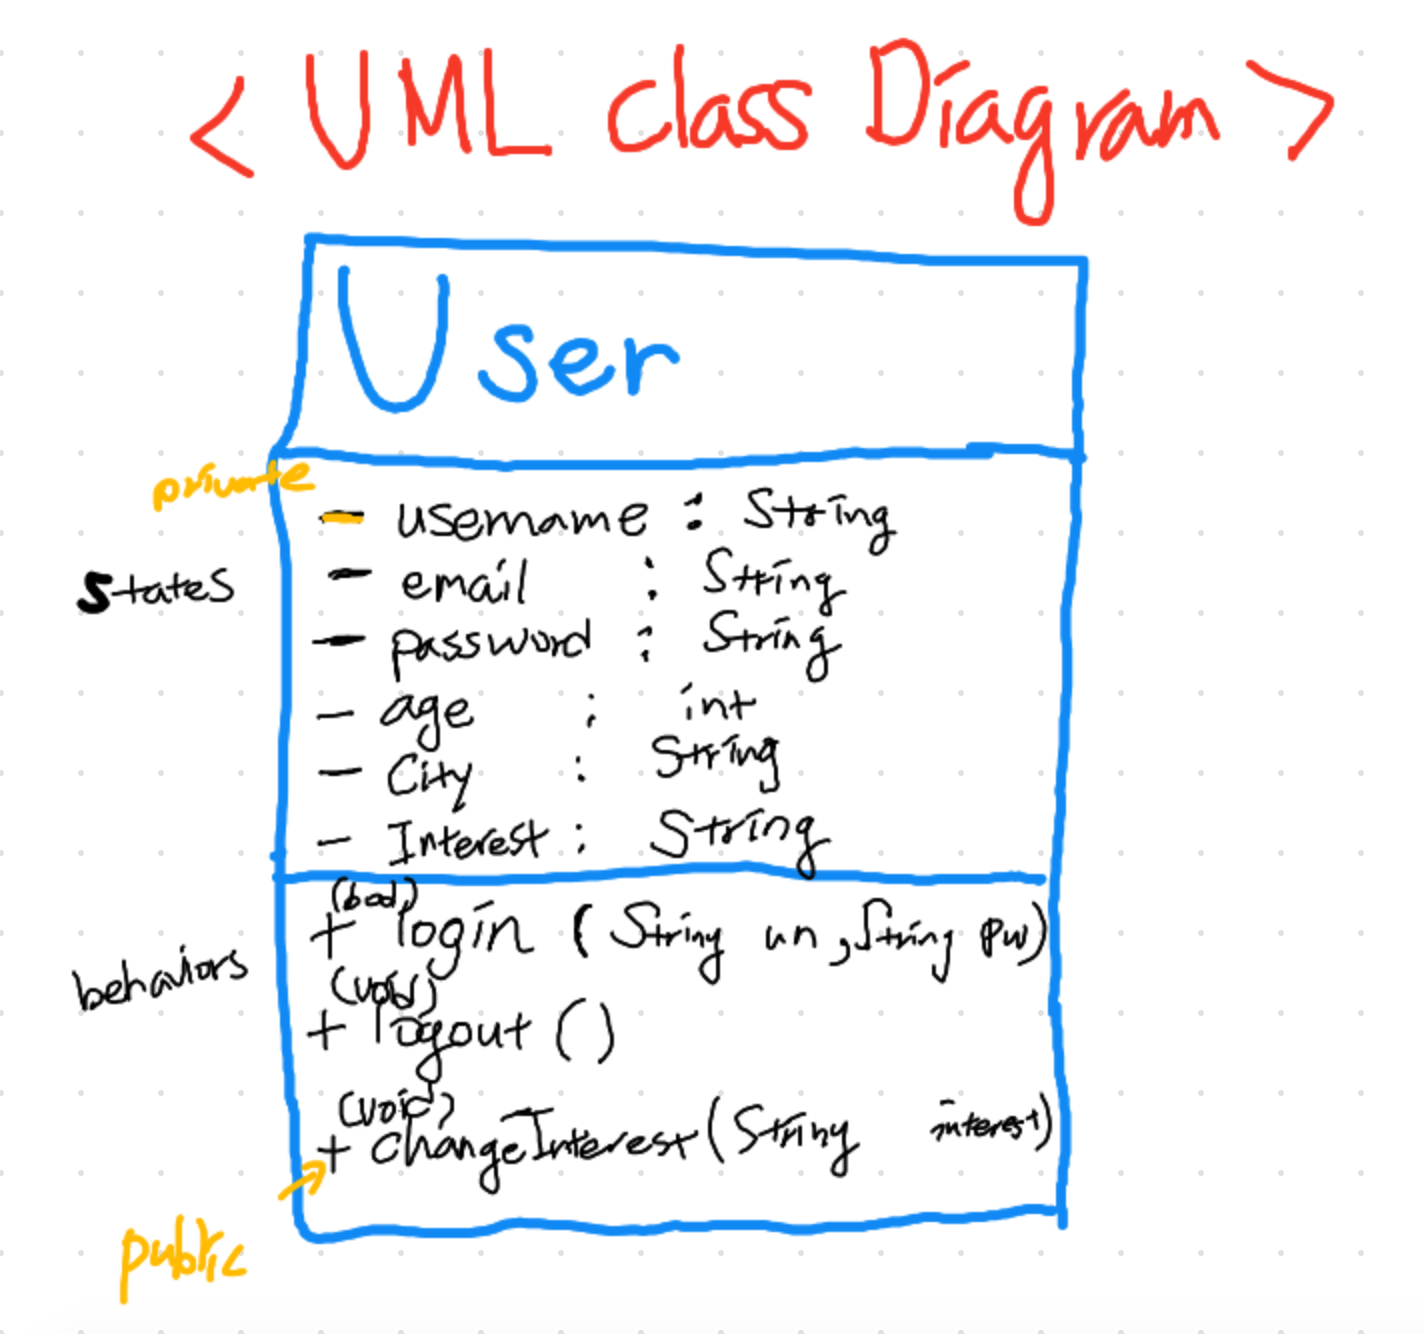 < UML class Diagram >
User
private
- username : String
- email : String
states
- password : String
- age : int
- City : String
- Interest : String
(bool)
+ login (String un, String pw)
behaviors
(void)
+ logout ()
(void)
+ changeInterest (String interest)
public